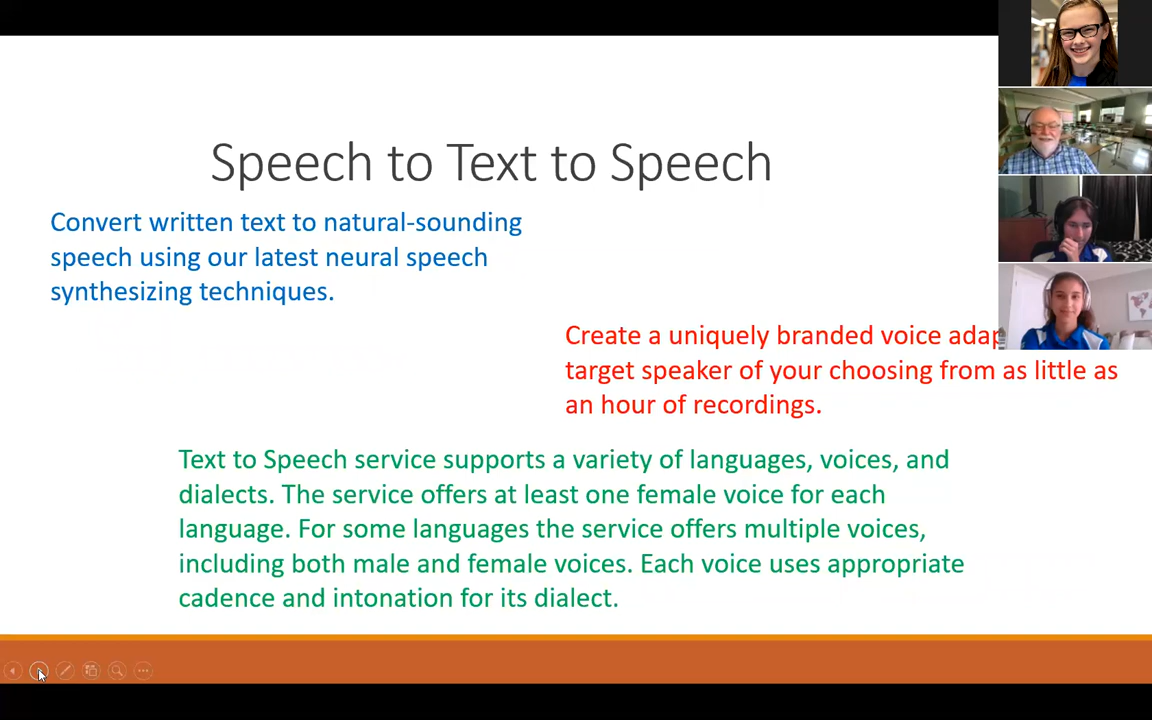 Speech to Text to Speech
Convert written text to natural-sounding
speech using our latest neural speech
synthesizing techniques.
Create a uniquely branded voice
target speaker of your choosing from as little as
an hour of recordings.
Text to Speech service supports a variety of languages, voices, and
dialects. The service offers at least one female voice for each
language. For some languages the service offers multiple voices,
including both male and female voices. Each voice uses appropriate
cadence and intonation for its dialect.